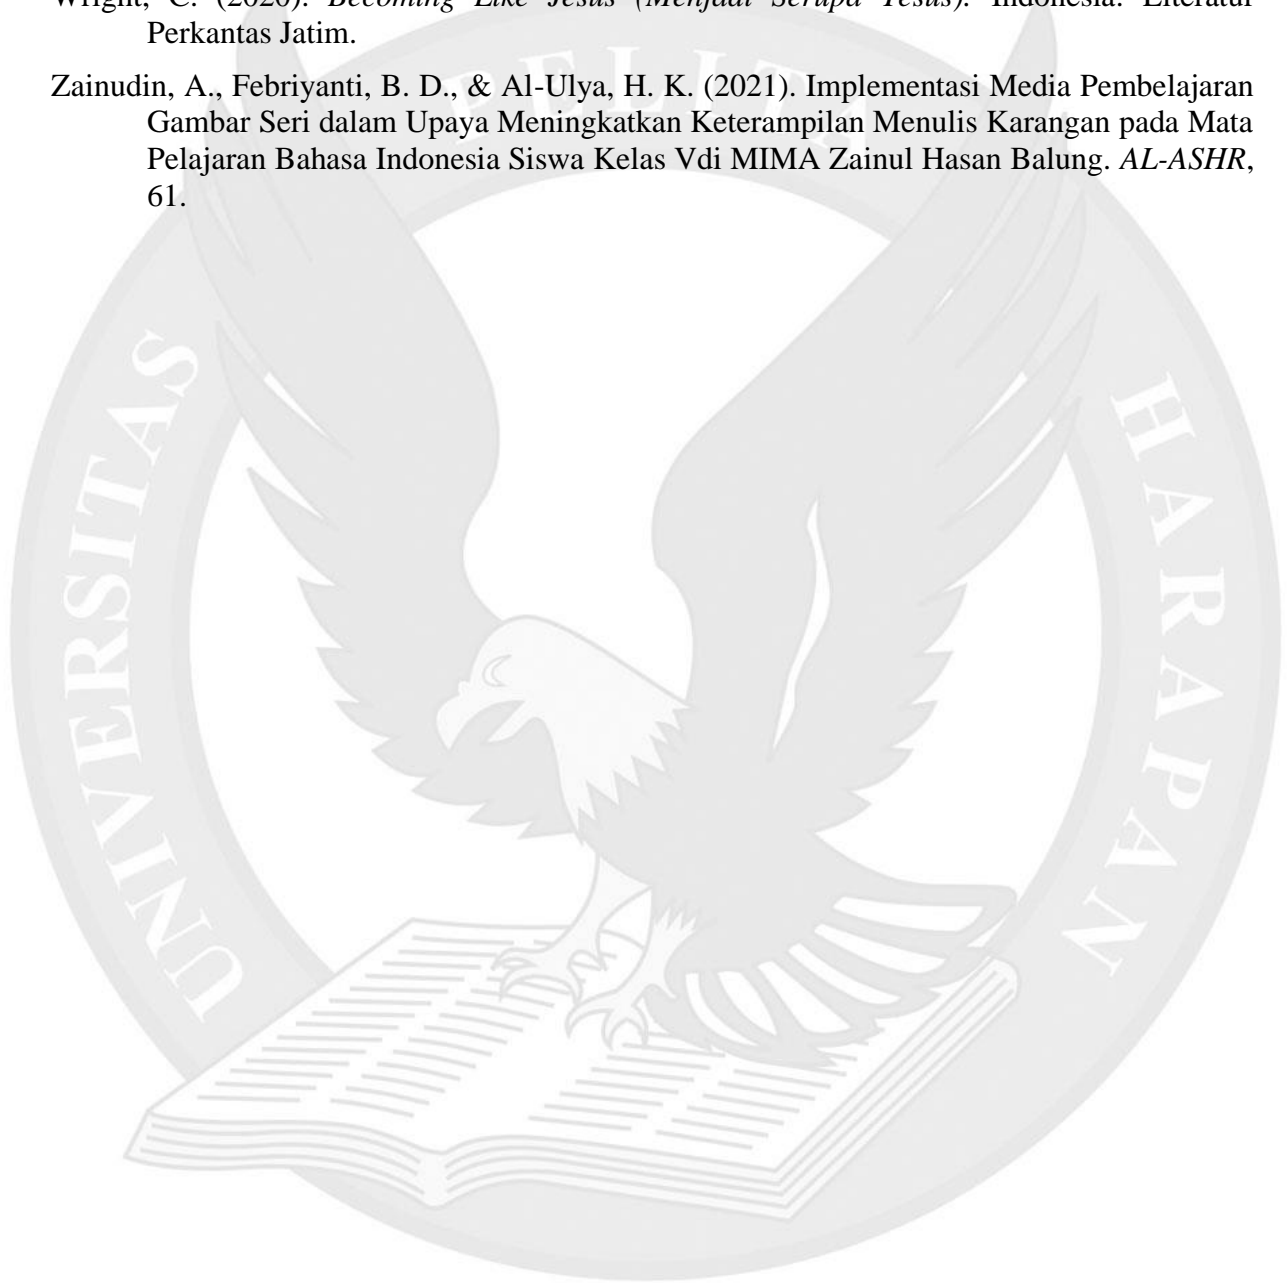 Wright, C. (2020). Becoming Like Jesus (Menjadi Serupa Yesus). Indonesia: Literatur
Perkantas Jatim.
Zainudin, A., Febriyanti, B. D., & Al-Ulya, H. K. (2021). Implementasi Media Pembelajaran
Gambar Seri dalam Upaya Meningkatkan Keterampilan Menulis Karangan pada Mata
Pelajaran Bahasa Indonesia Siswa Kelas Vdi MIMA Zainul Hasan Balung. AL-ASHR,
61.
UNIVERSITAS
PELITA
HARAPAN